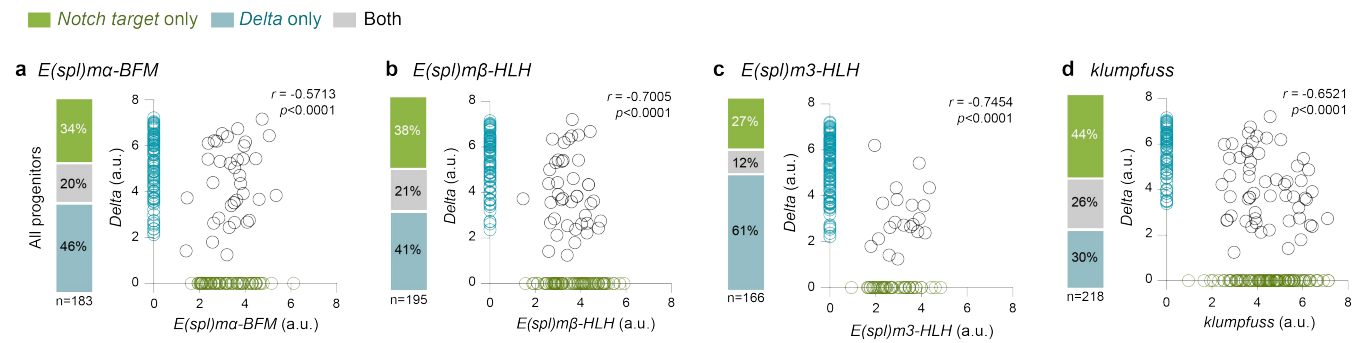 Notch target only Delta only Both
a E(spl)mα-BFM
r = -0.5713
p<0.0001
All progenitors
34%
20%
46%
n=183
Delta (a.u.)
8
6
4
2
0
0 2 4 6 8
E(spl)mα-BFM (a.u.)
b E(spl)mβ-HLH
r = -0.7005
p<0.0001
38%
21%
41%
n=195
Delta (a.u.)
8
6
4
2
0
0 2 4 6 8
E(spl)mβ-HLH (a.u.)
c E(spl)m3-HLH
r = -0.7454
p<0.0001
27%
12%
61%
n=166
Delta (a.u.)
8
6
4
2
0
0 2 4 6 8
E(spl)m3-HLH (a.u.)
d klumpfuss
r = -0.6521
p<0.0001
44%
26%
30%
n=218
Delta (a.u.)
8
6
4
2
0
0 2 4 6 8
klumpfuss (a.u.)